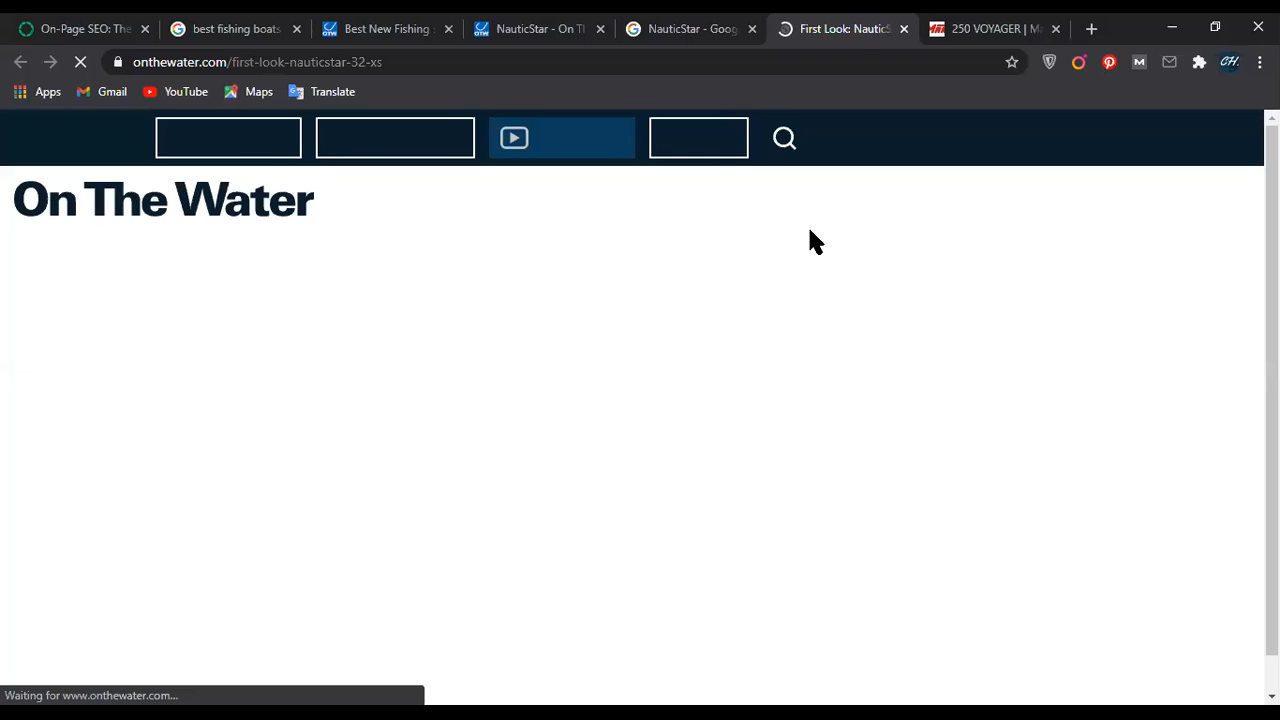 On-Page SEO: The
best fishing boats
Best New Fishing
NauticStar - On Th
NauticStar - Goog
First Look: NauticS
250 VOYAGER | Ma
onthewater.com/first-look-nauticstar-32-xs
Apps
Gmail
YouTube
Maps
Translate
On The Water
Waiting for www.onthewater.com...